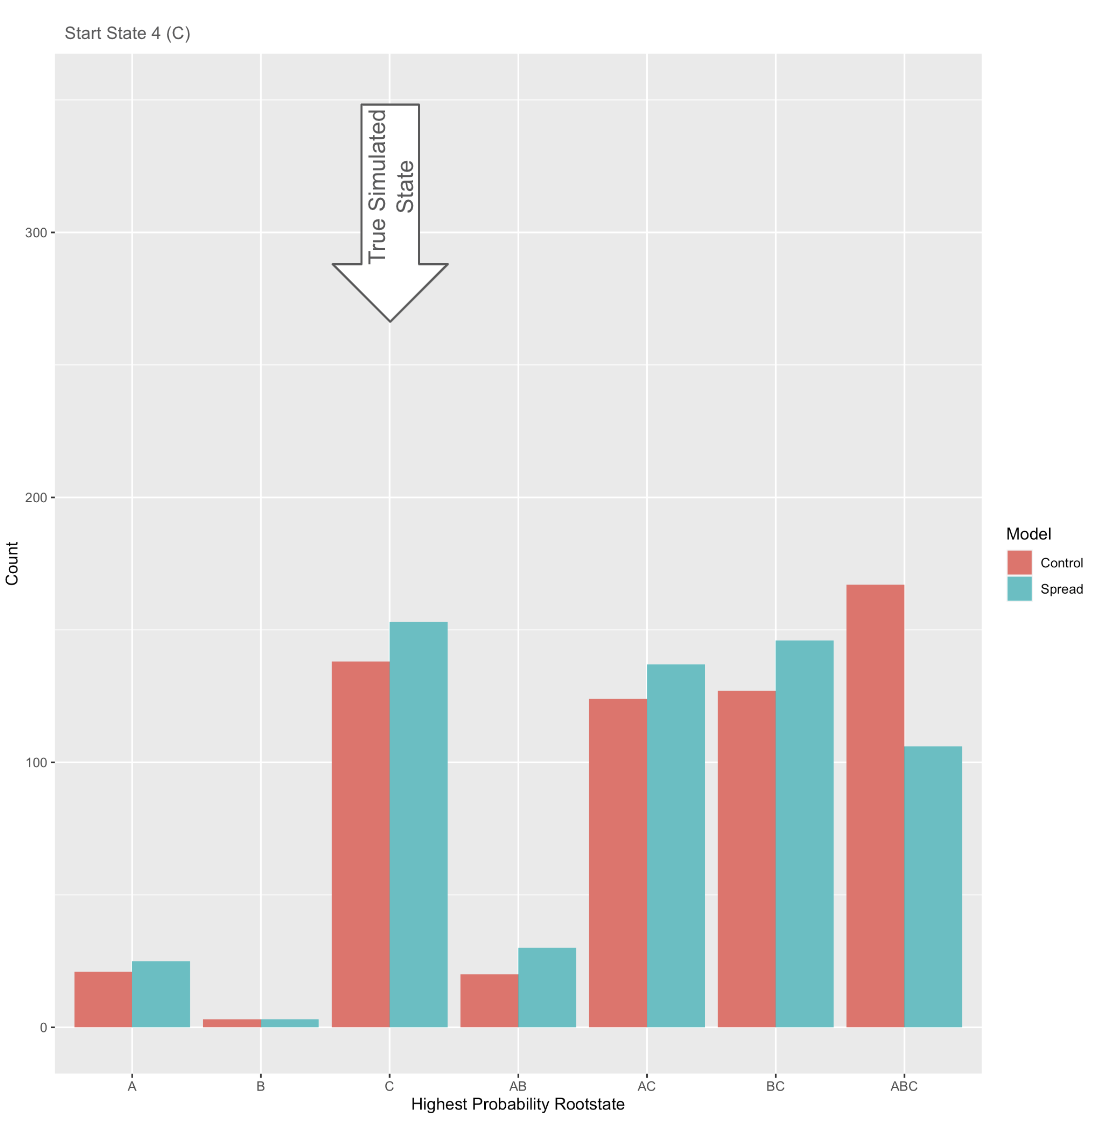 Start State 4 (C)
True Simulated
State
300
200
100
0
Count
A B C AB AC BC ABC
Highest Probability Rootstate
Model
Control
Spread